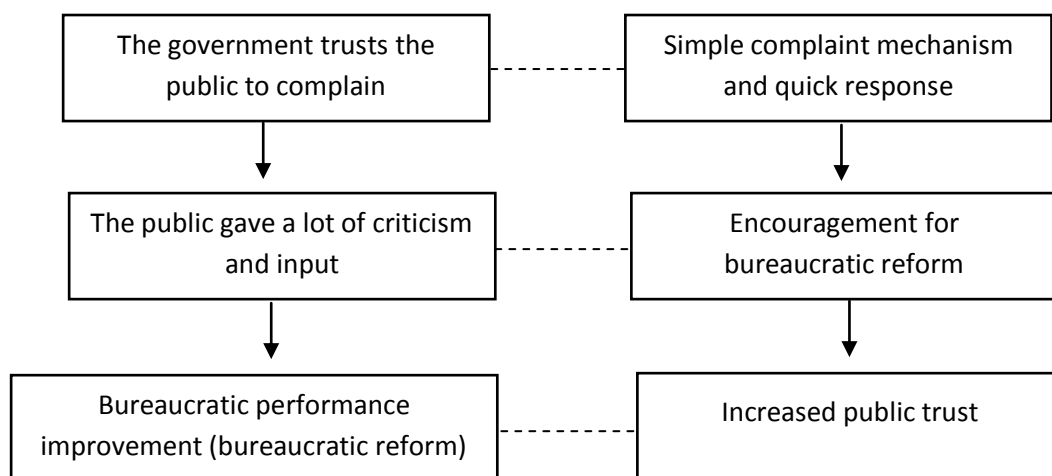 The government trusts the
public to complain
Simple complaint mechanism
and quick response
The public gave a lot of criticism
and input
Encouragement for
bureaucratic reform
Bureaucratic performance
improvement (bureaucratic reform)
Increased public trust